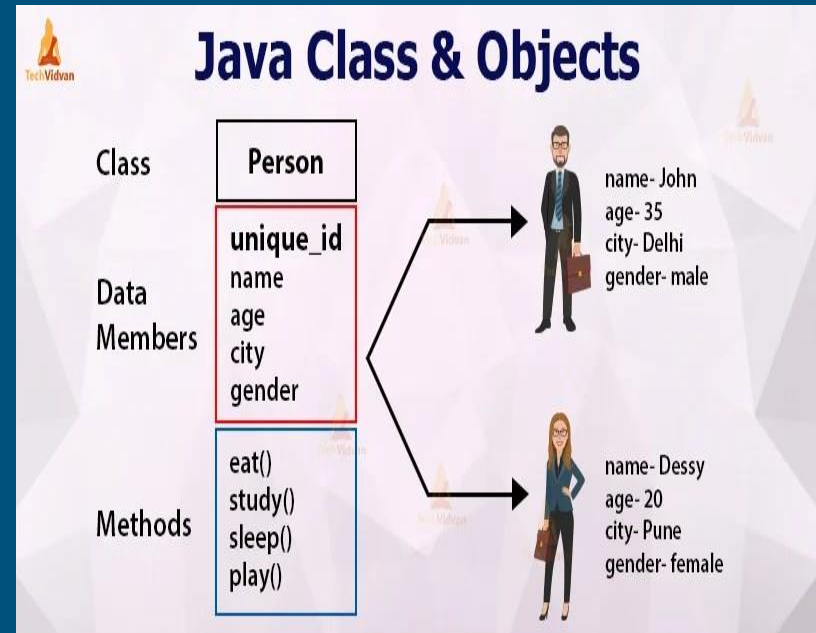 TechVidvan
Java Class & Objects
Class
Person
Data
Members
unique_id
name
age
city
gender
Methods
eat()
study()
sleep()
play()
name- John
age- 35
city- Delhi
gender- male
name- Dessy
age- 20
city- Pune
gender- female